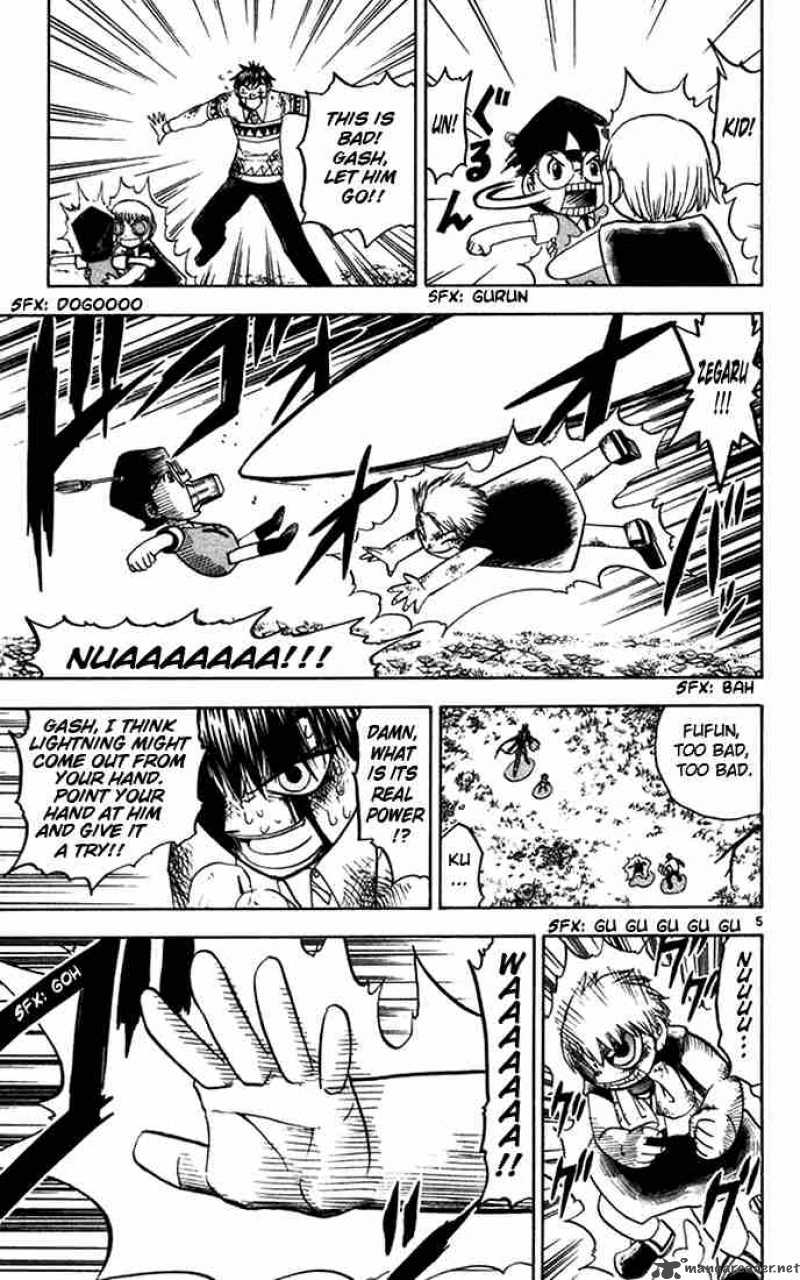 KID!
UN!
ぐるん
SFX: GURUN
THIS IS
BAD!
GASH,
LET HIM
GO!!
SFX: DOGOOOO
ZEGARU
!!!
NUAAAAAAA!!!
SFX: BAH
FUFUN,
TOO BAD,
TOO BAD.
KU
...
DAMN,
WHAT
IS ITS
REAL
POWER
!?
GASH, I THINK
LIGHTNING MIGHT
COME OUT FROM
YOUR HAND.
POINT YOUR
HAND AT HIM
AND GIVE IT
A TRY!!
5
SFX: GU GU GU GU GU
NUUUU...
WAAAAAAAA!!
SFX: GOH
mangareader.net